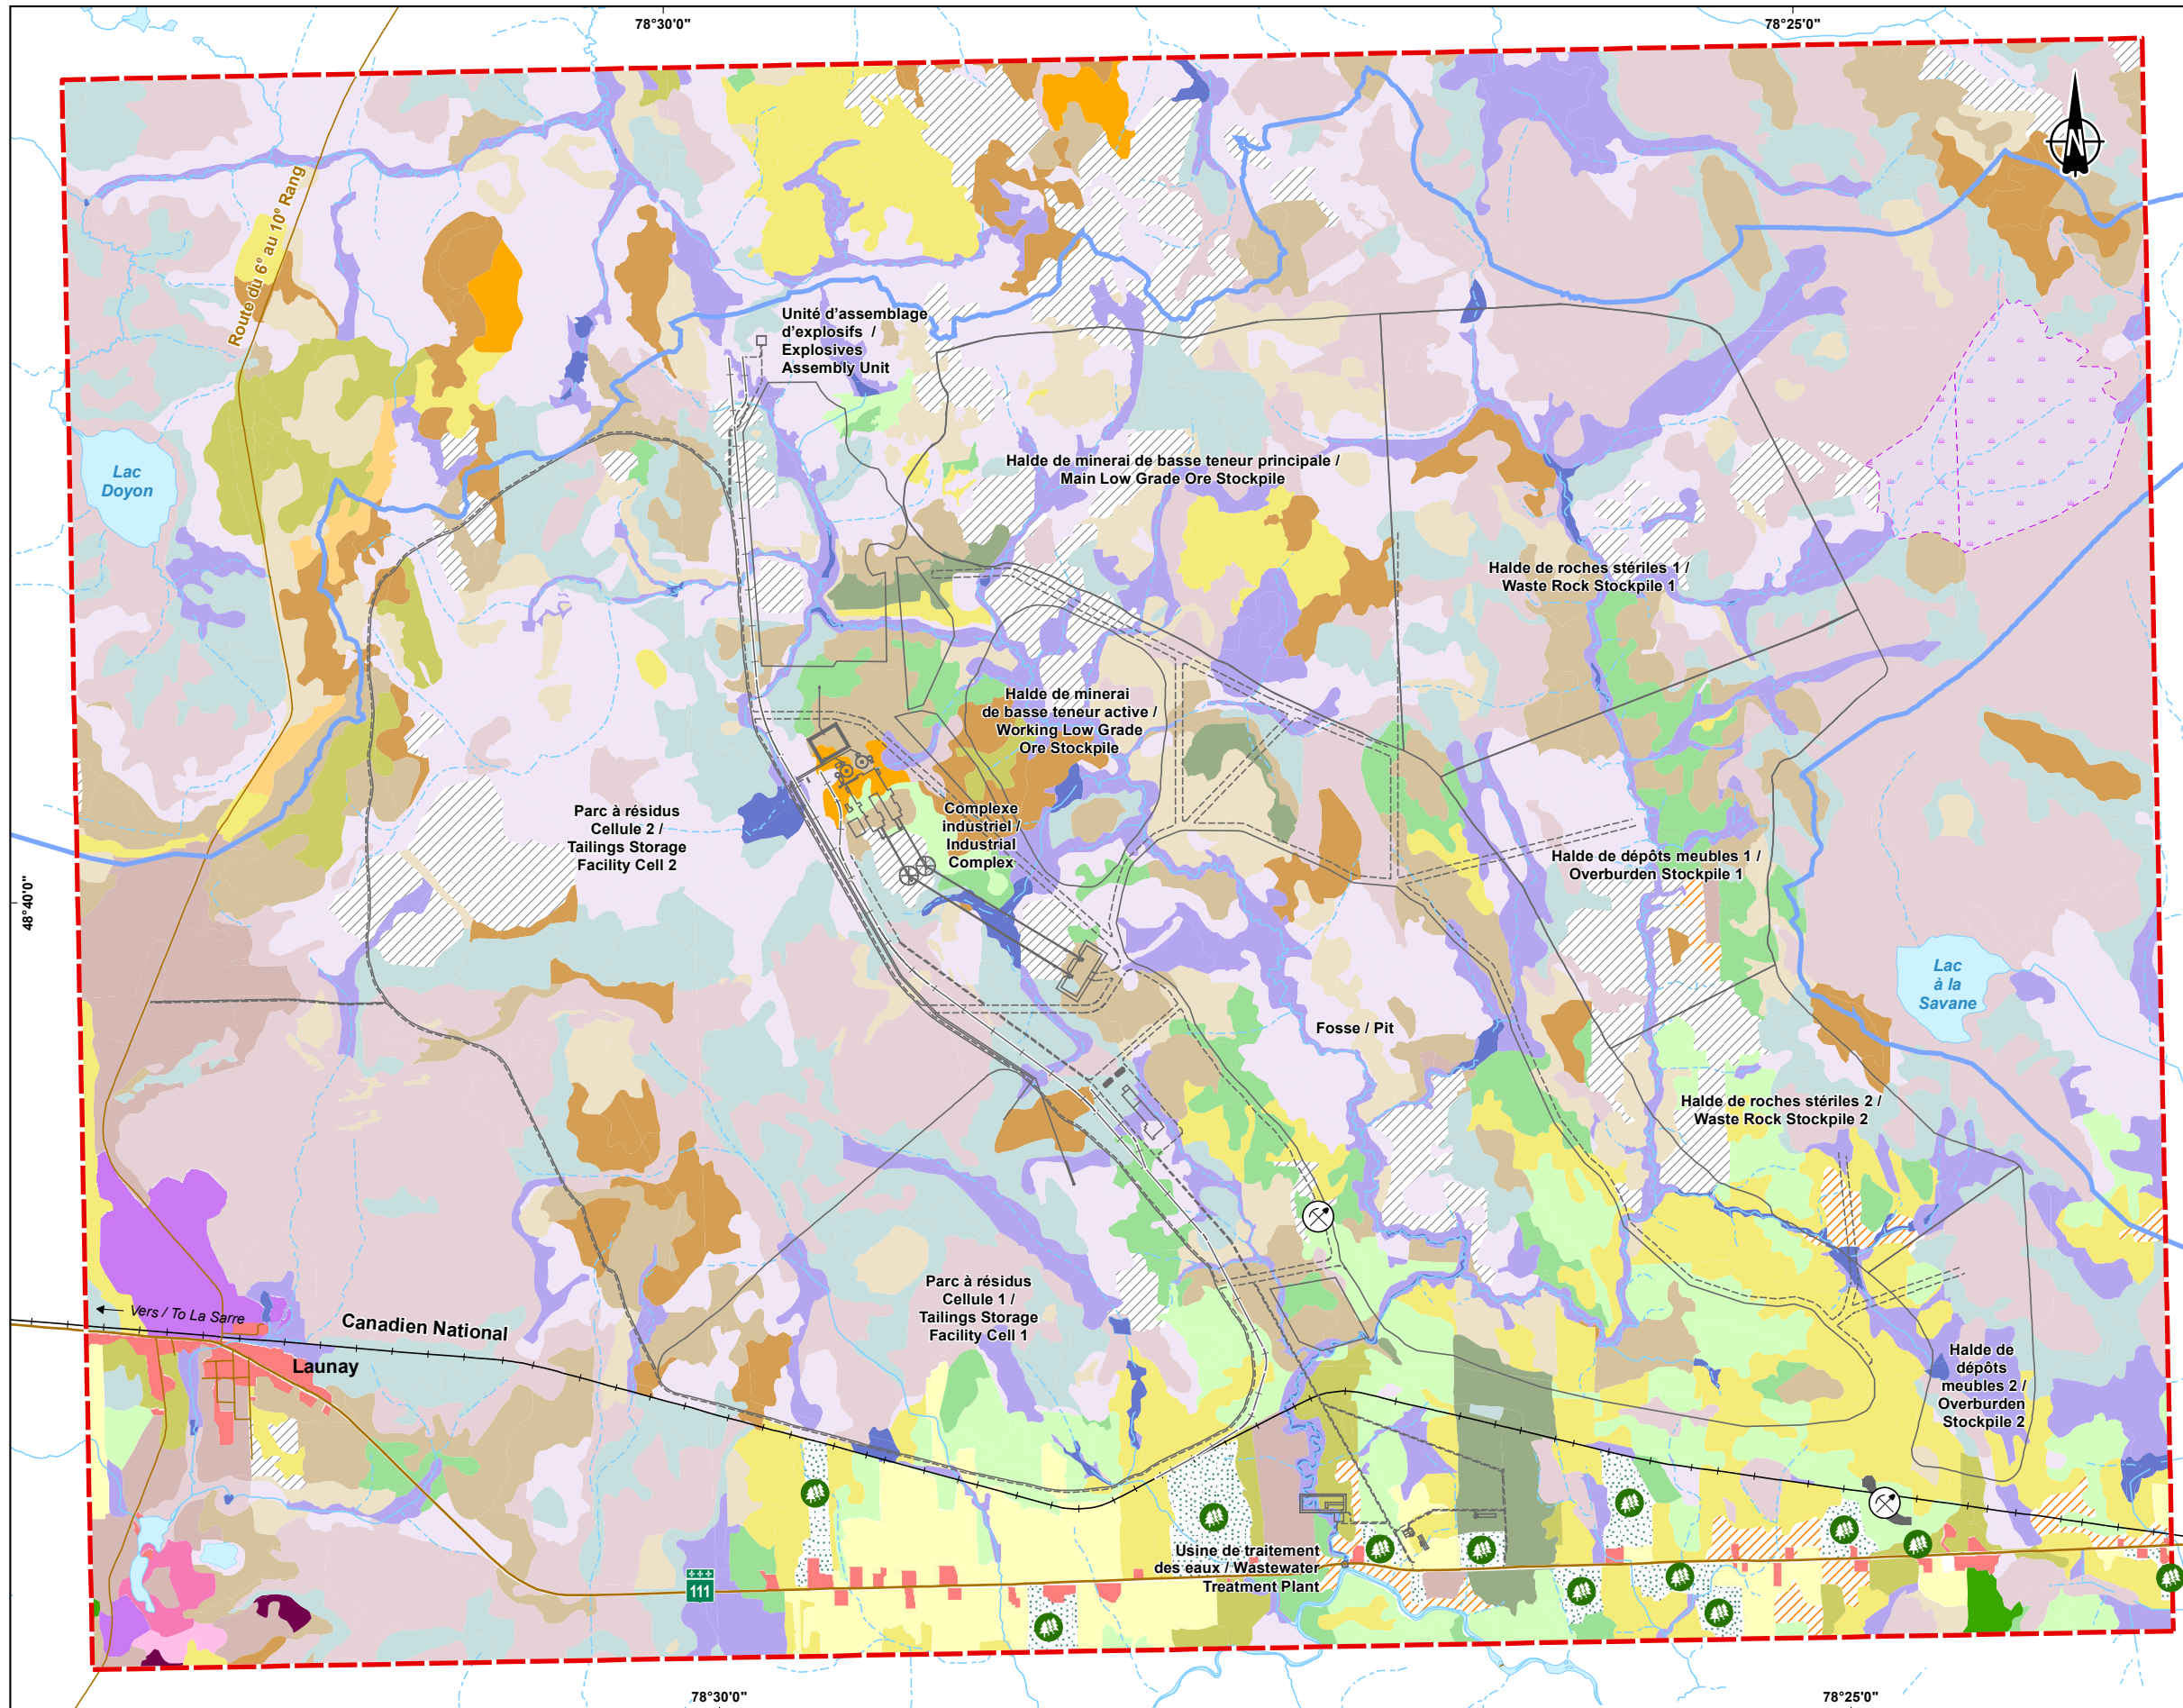 78°30'0"
78°25'0"
N
Route du 6e au 10e Rang
Unité d'assemblage
d'explosifs /
Explosives
Assembly Unit
Lac
Doyon
Halde de minerai de basse teneur principale /
Main Low Grade Ore Stockpile
Halde de roches stériles 1 /
Waste Rock Stockpile 1
Halde de minerai
de basse teneur active /
Working Low Grade
Ore Stockpile
Parc à résidus
Cellule 2 /
Tailings Storage
Facility Cell 2
Complexe
industriel /
Industrial
Complex
Halde de dépôts meubles 1 /
Overburden Stockpile 1
48°40'0"
Lac
à la
Savane
Fosse / Pit
Halde de roches stériles 2 /
Waste Rock Stockpile 2
Parc à résidus
Cellule 1 /
Tailings Storage
Facility Cell 1
Vers / To La Sarre
Canadien National
Launay
Halde de
dépôts
meubles 2 /
Overburden
Stockpile 2
Usine de traitement
des eaux / Wastewater
Treatment Plant
111
78°30'0"
78°25'0"